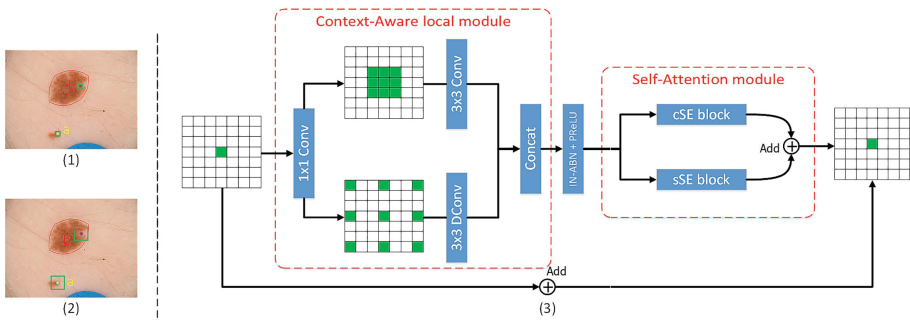 Context-Aware local module
1x1 Conv
3x3 Conv
3x3 DConv
Concat
IN-ABN + PReLU
Self-Attention module
cSE block
sSE block
Add
Add
(1)
(2)
(3)